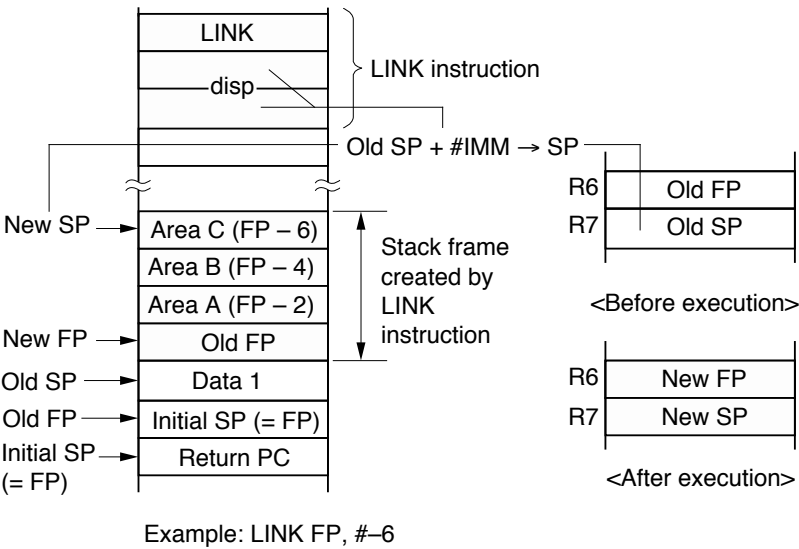 LINK
disp
LINK instruction
Old SP + #IMM → SP
R6 Old FP
R7 Old SP
<Before execution>
New SP
Area C (FP – 6)
Area B (FP – 4)
Area A (FP – 2)
Stack frame
created by
LINK
instruction
New FP
Old FP
Old SP
Data 1
Old FP
Initial SP (= FP)
Initial SP
(= FP)
Return PC
R6 New FP
R7 New SP
<After execution>
Example: LINK FP, #–6